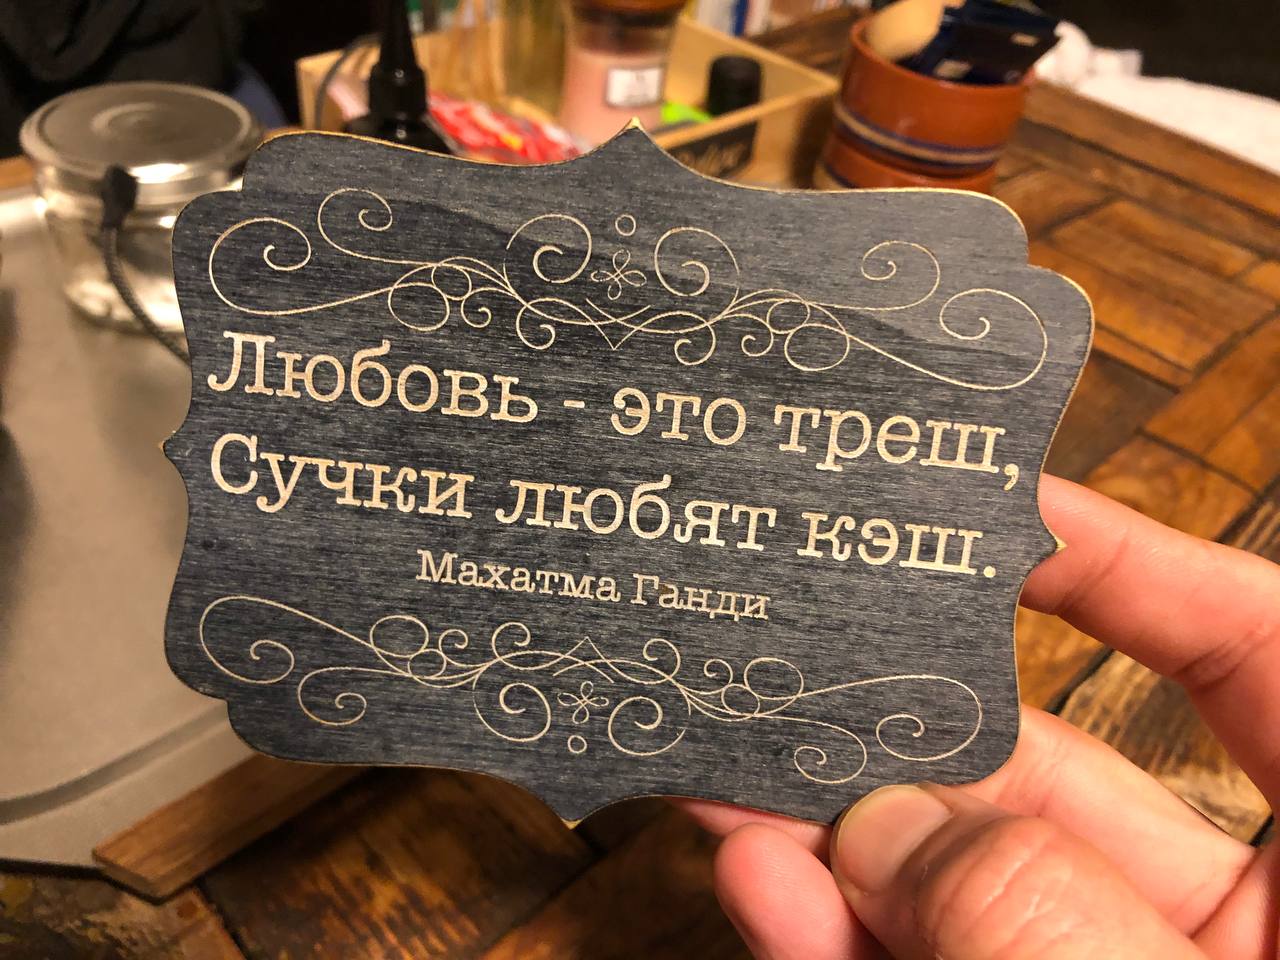 Любовь - это треш,
Сучки любят кэш.
Махатма Ганди